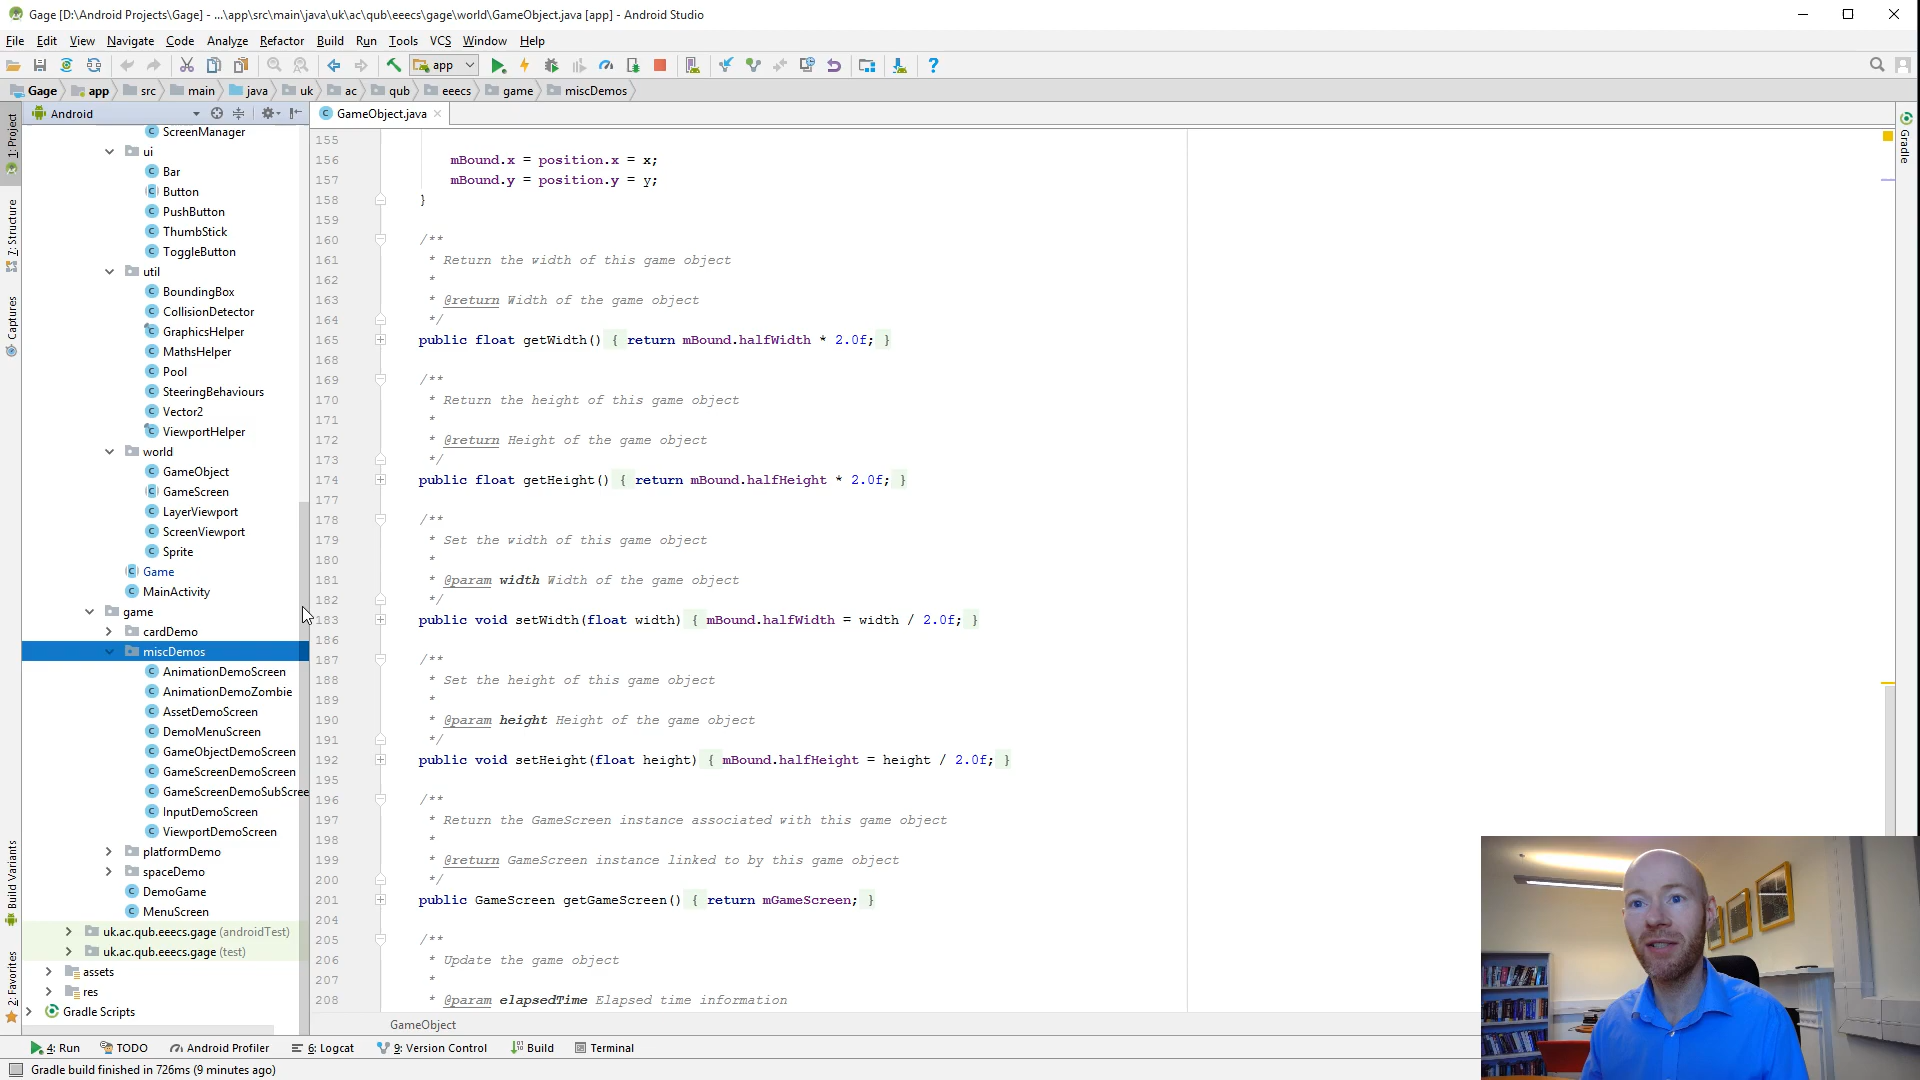 Gage [D:\Android Projects\Gage] - ...\app\src\main\java\uk\ac\qub\eeecs\gage\world\GameObject.java [app] - Android Studio
File Edit View Navigate Code Analyze Refactor Build Run Tools VCS Window Help
app
Gage app src main java uk ac qub eeecs game miscDemos
Android
GameObject.java
1: Project
7: Structure
Captures
Build Variants
2: Favorites
Gradle
ScreenManager
ui
Bar
Button
PushButton
ThumbStick
ToggleButton
util
BoundingBox
CollisionDetector
GraphicsHelper
MathsHelper
Pool
SteeringBehaviours
Vector2
ViewportHelper
world
GameObject
GameScreen
LayerViewport
ScreenViewport
Sprite
Game
MainActivity
game
cardDemo
miscDemos
AnimationDemoScreen
AnimationDemoZombie
AssetDemoScreen
DemoMenuScreen
GameObjectDemoScreen
GameScreenDemoScreen
GameScreenDemoSubScree
InputDemoScreen
ViewportDemoScreen
platformDemo
spaceDemo
DemoGame
MenuScreen
uk.ac.qub.eeecs.gage (androidTest)
uk.ac.qub.eeecs.gage (test)
assets
res
Gradle Scripts
155
156 mBound.x = position.x = x;
157 mBound.y = position.y = y;
158 }
159
160 /**
161 * Return the width of this game object
162 *
163 * @return Width of the game object
164 */
165 public float getWidth() { return mBound.halfWidth * 2.0f; }
168
169 /**
170 * Return the height of this game object
171 *
172 * @return Height of the game object
173 */
174 public float getHeight() { return mBound.halfHeight * 2.0f; }
177
178 /**
179 * Set the width of this game object
180 *
181 * @param width Width of the game object
182 */
183 public void setWidth(float width) { mBound.halfWidth = width / 2.0f; }
186
187 /**
188 * Set the height of this game object
189 *
190 * @param height Height of the game object
191 */
192 public void setHeight(float height) { mBound.halfHeight = height / 2.0f; }
195
196 /**
197 * Return the GameScreen instance associated with this game object
198 *
199 * @return GameScreen instance linked to by this game object
200 */
201 public GameScreen getGameScreen() { return mGameScreen; }
204
205 /**
206 * Update the game object
207 *
208 * @param elapsedTime Elapsed time information
GameObject
4: Run TODO Android Profiler 6: Logcat 9: Version Control Build Terminal
Gradle build finished in 726ms (9 minutes ago)